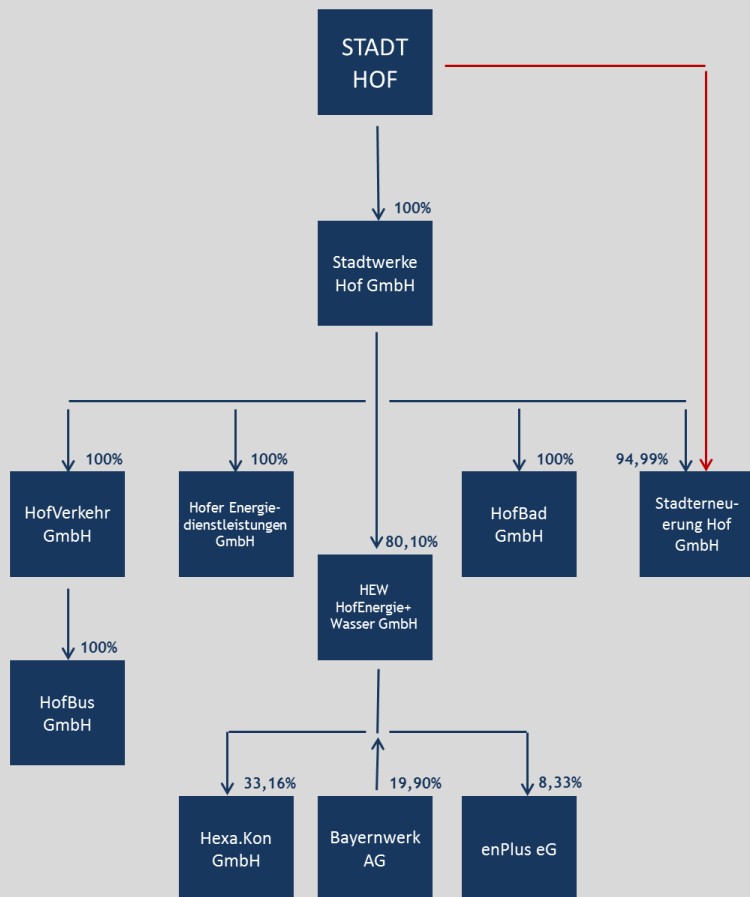 STADT
HOF
100%
Stadtwerke
Hof GmbH
100%
100%
100%
94,99%
HofVerkehr
GmbH
Hofer Energie-
dienstleistungen
GmbH
HofBad
GmbH
Stadterneu-
erung Hof
GmbH
80,10%
HEW
HofEnergie+
Wasser GmbH
100%
HofBus
GmbH
33,16%
19,90%
8,33%
Hexa.Kon
GmbH
Bayernwerk
AG
enPlus eG